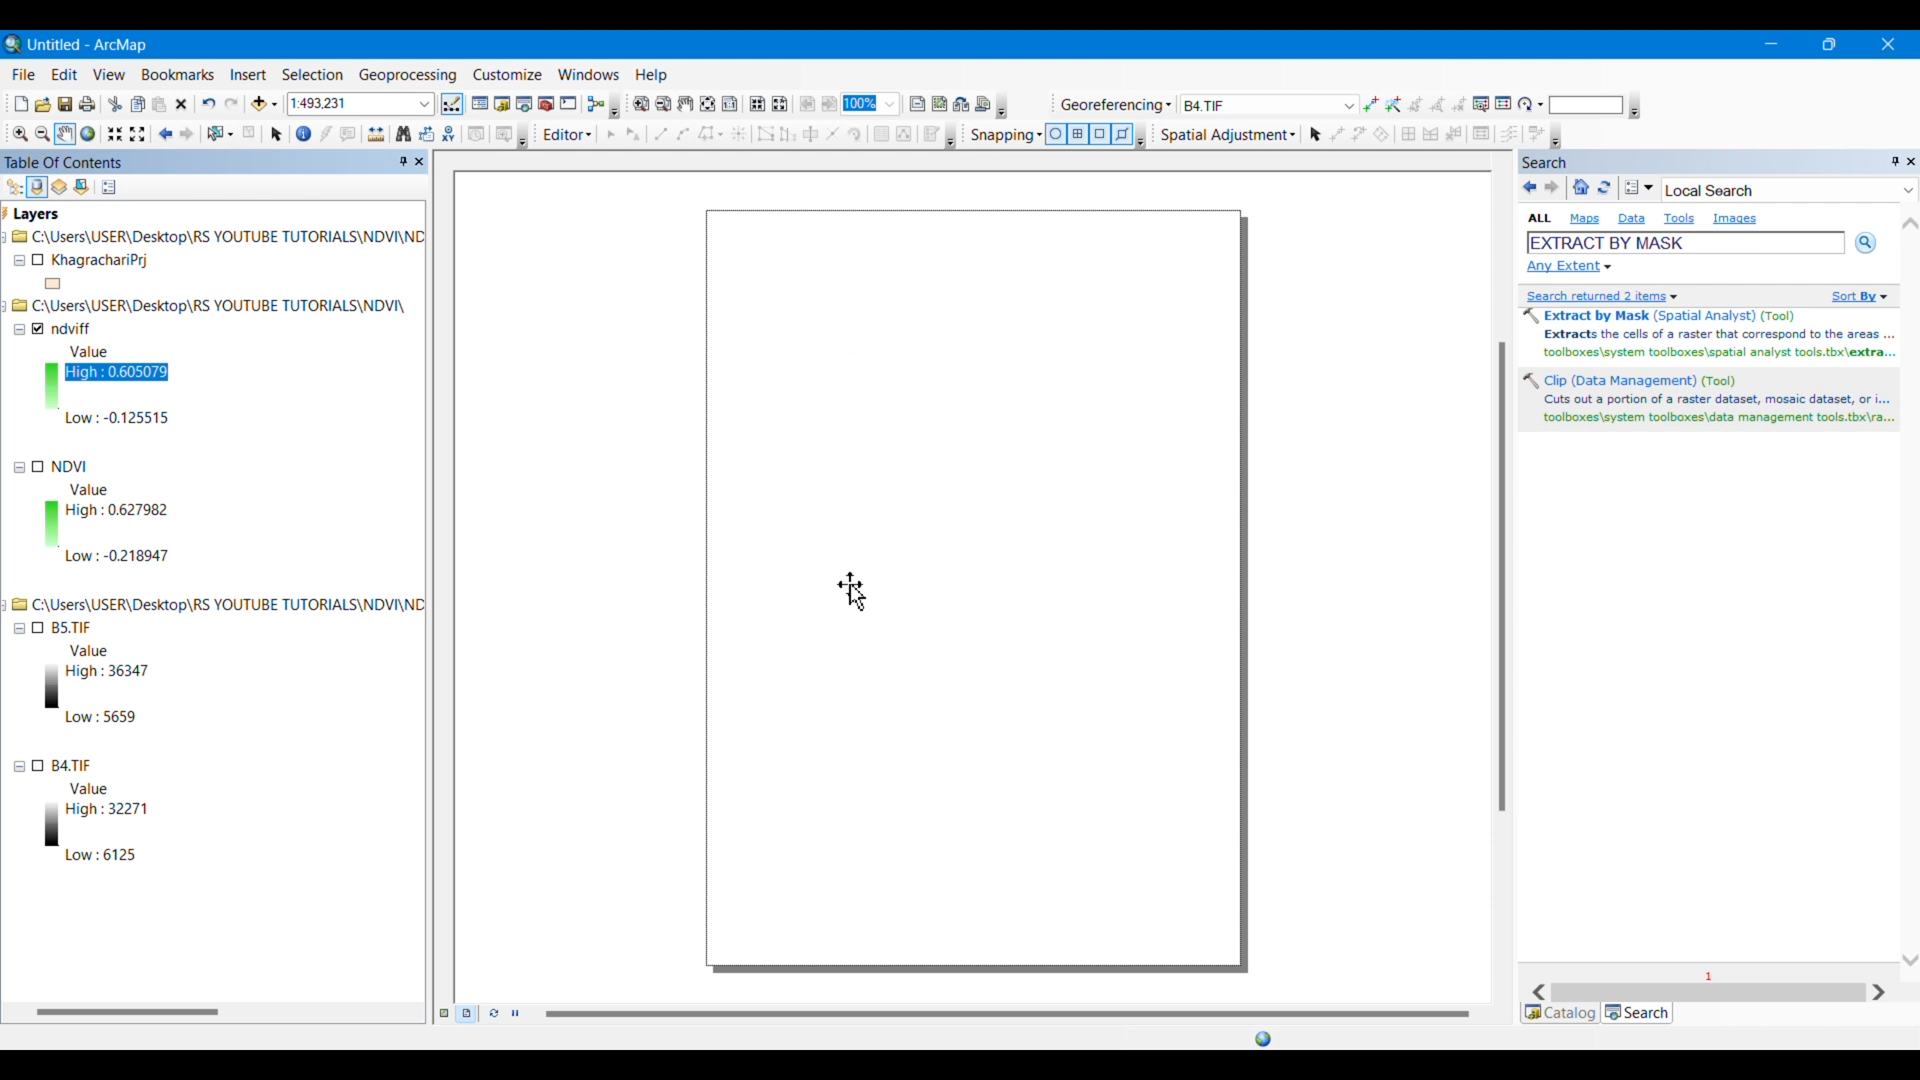 Untitled - ArcMap
File Edit View Bookmarks Insert Selection Geoprocessing Customize Windows Help
1:493,231 100% Georeferencing B4.TIF
Editor Snapping Spatial Adjustment
Table Of Contents
Layers
C:\Users\USER\Desktop\RS YOUTUBE TUTORIALS\NDVI\ND
KhagrachariPrj
C:\Users\USER\Desktop\RS YOUTUBE TUTORIALS\NDVI\
ndviff
Value
High : 0.605079
Low : -0.125515
NDVI
Value
High : 0.627982
Low : -0.218947
C:\Users\USER\Desktop\RS YOUTUBE TUTORIALS\NDVI\ND
B5.TIF
Value
High : 36347
Low : 5659
B4.TIF
Value
High : 32271
Low : 6125
Search
Local Search
ALL Maps Data Tools Images
EXTRACT BY MASK
Any Extent
Search returned 2 items Sort By
Extract by Mask (Spatial Analyst) (Tool)
Extracts the cells of a raster that correspond to the areas ...
toolboxes\system toolboxes\spatial analyst tools.tbx\extra...
Clip (Data Management) (Tool)
Cuts out a portion of a raster dataset, mosaic dataset, or i...
toolboxes\system toolboxes\data management tools.tbx\ra...
1
Catalog Search